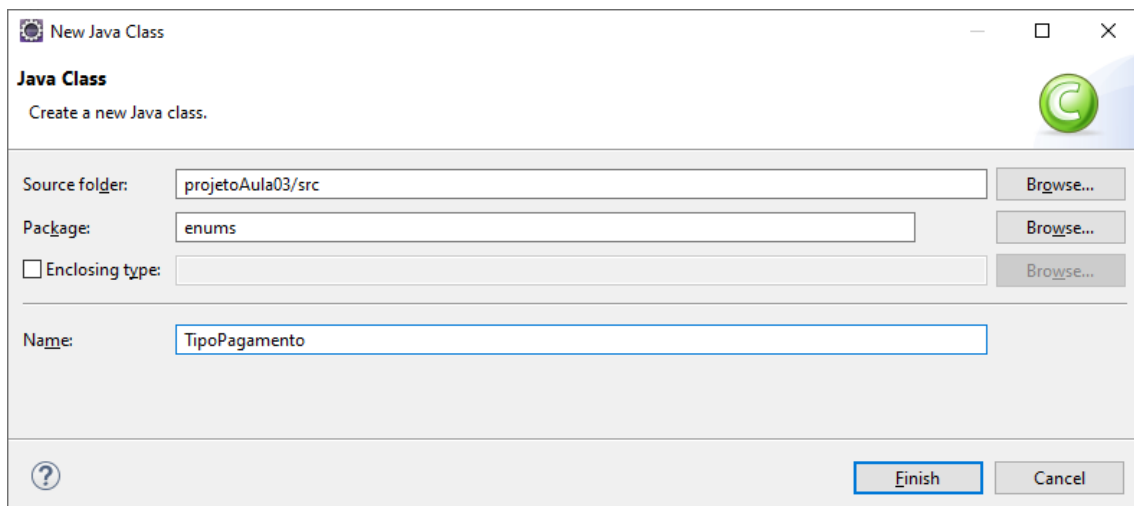 New Java Class
Java Class
Create a new Java class.
C
Source folder: projetoAula03/src Browse...
Package: enums Browse...
Enclosing type: Browse...
Name: TipoPagamento
? Finish Cancel